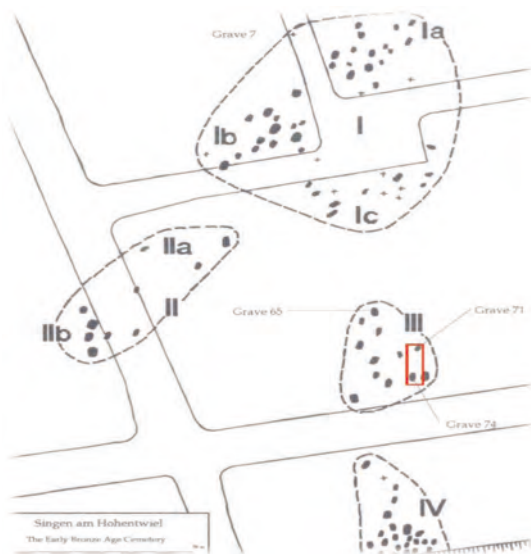 Grave 7
Ia
Ib
I
Ic
IIa
II
IIb
Grave 65
III
Grave 71
Grave 74
IV
Singen am Hohentwiel
The Early Bronze Age Cemetery